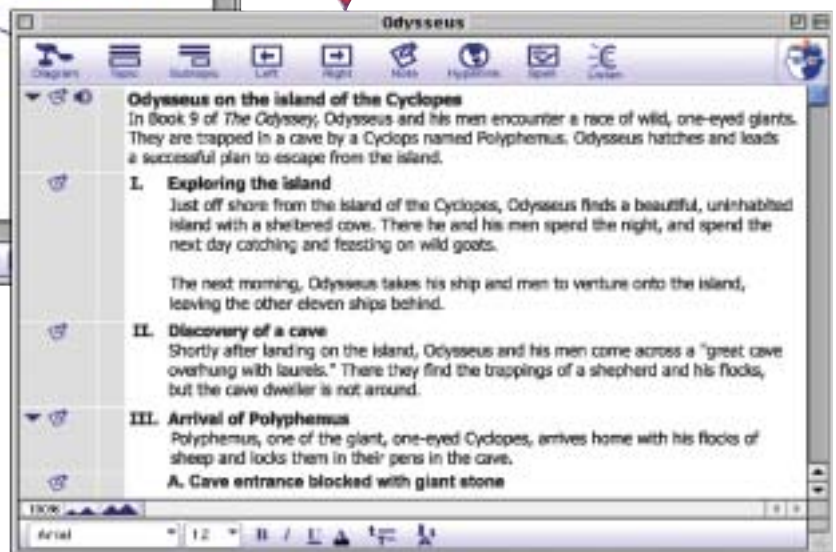 Odysseus
Diagram Topic Subtopic Left Right Note Hyperlink Spell Listen
Odysseus on the island of the Cyclopes
In Book 9 of The Odyssey, Odysseus and his men encounter a race of wild, one-eyed giants.
They are trapped in a cave by a Cyclops named Polyphemus. Odysseus hatches and leads
a successful plan to escape from the island.
I. Exploring the island
Just off shore from the island of the Cyclopes, Odysseus finds a beautiful, uninhabited
island with a sheltered cove. There he and his men spend the night, and spend the
next day catching and feasting on wild goats.
The next morning, Odysseus takes his ship and men to venture onto the island,
leaving the other eleven ships behind.
II. Discovery of a cave
Shortly after landing on the island, Odysseus and his men come across a "great cave
overhung with laurels." There they find the trappings of a shepherd and his flocks,
but the cave dweller is not around.
III. Arrival of Polyphemus
Polyphemus, one of the giant, one-eyed Cyclopes, arrives home with his flocks of
sheep and locks them in their pens in the cave.
A. Cave entrance blocked with giant stone
100%
Arial 12 B I U A